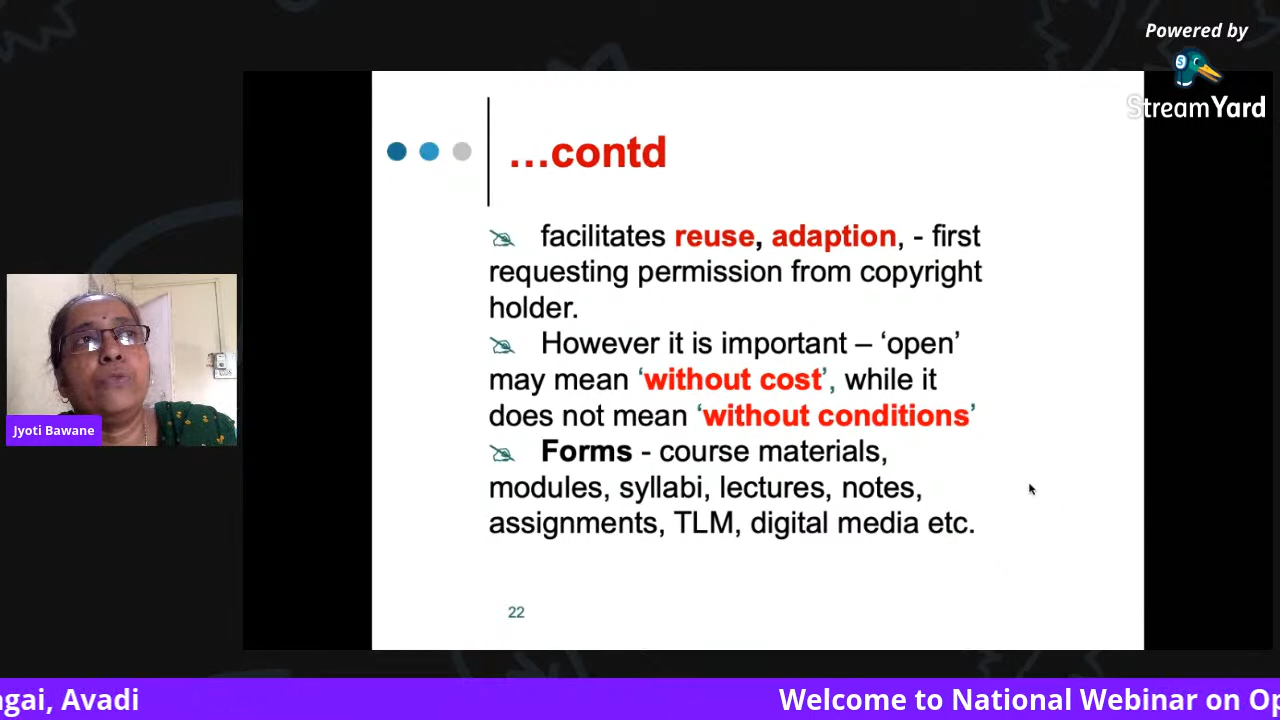 Powered by
StreamYard
...contd
facilitates reuse, adaption, - first
requesting permission from copyright
holder.
However it is important – ‘open’
may mean ‘without cost’, while it
does not mean ‘without conditions’
Forms - course materials,
modules, syllabi, lectures, notes,
assignments, TLM, digital media etc.
22
Jyoti Bawane
Avadi
Welcome to National Webinar on